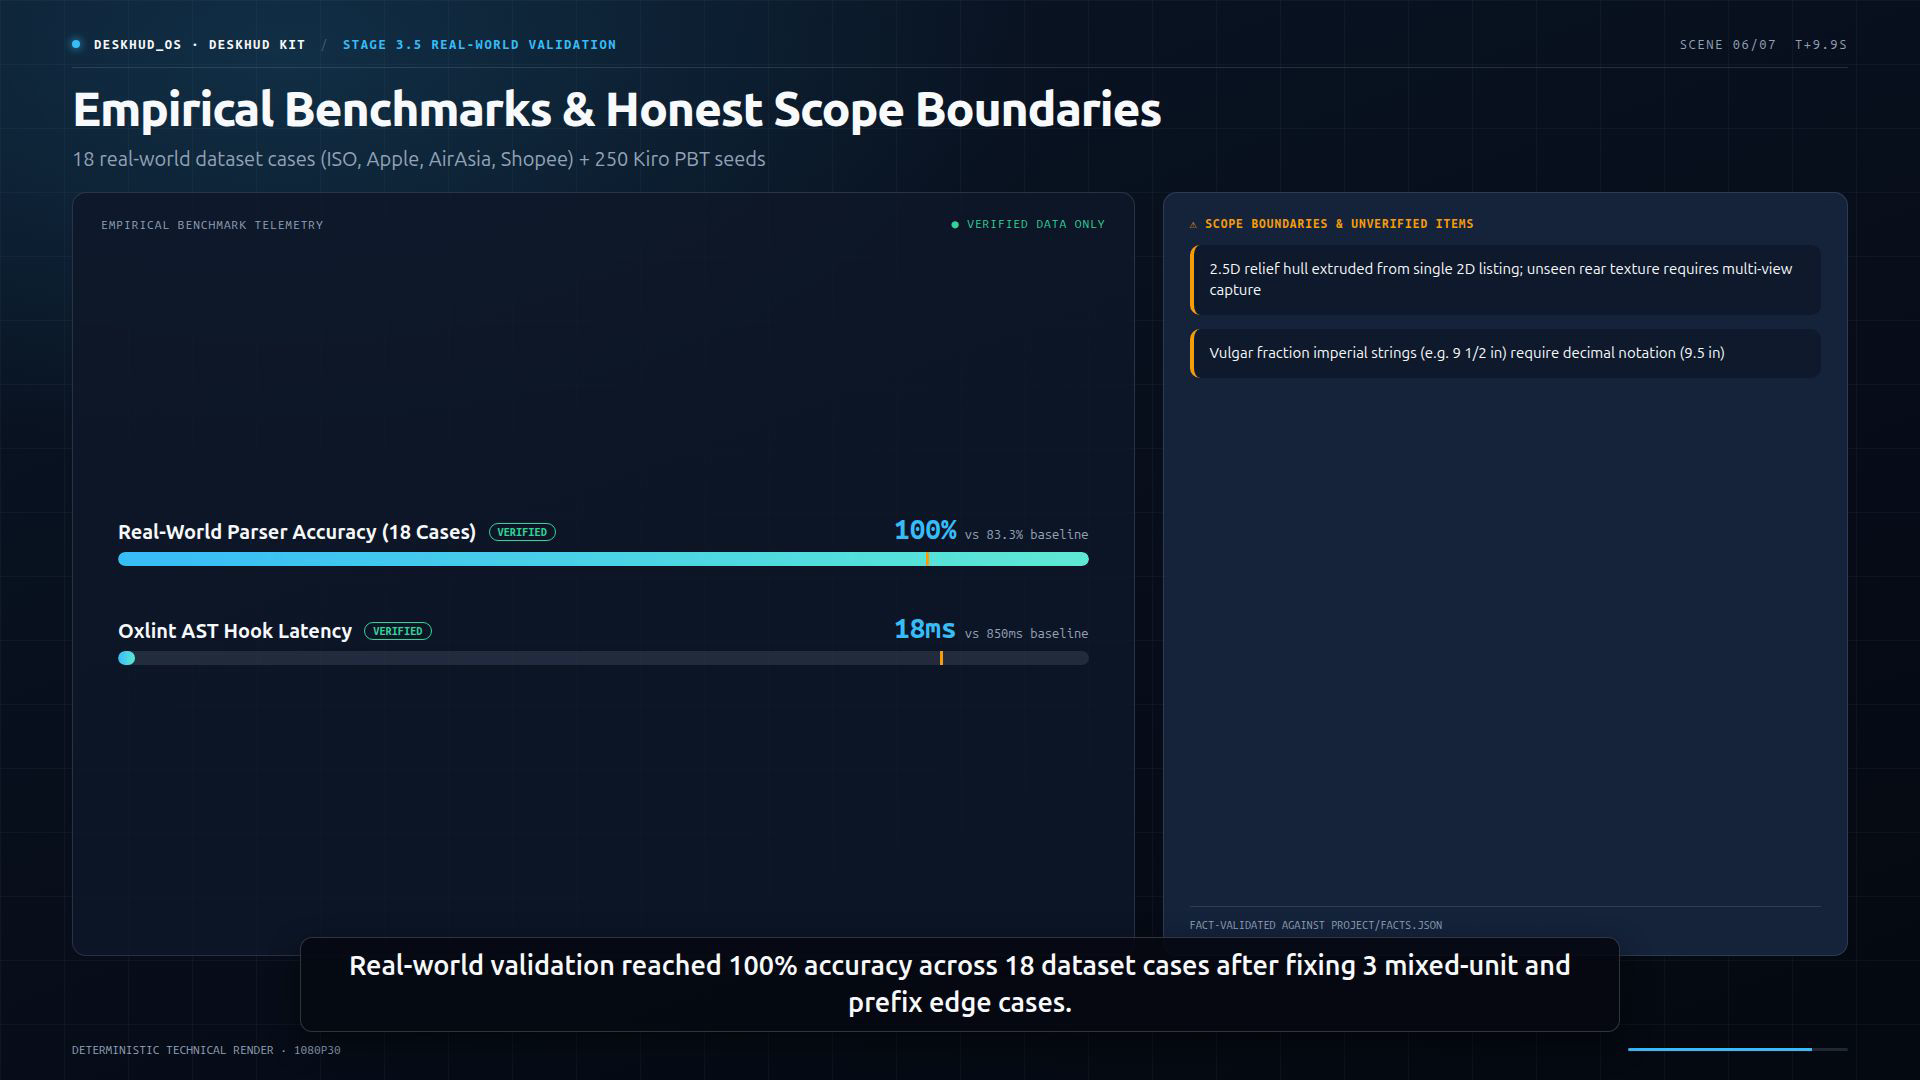 DESKHUD_OS · DESKHUD KIT / STAGE 3.5 REAL-WORLD VALIDATION
SCENE 06/07 T+9.9S
Empirical Benchmarks & Honest Scope Boundaries
18 real-world dataset cases (ISO, Apple, AirAsia, Shopee) + 250 Kiro PBT seeds
EMPIRICAL BENCHMARK TELEMETRY
● VERIFIED DATA ONLY
Real-World Parser Accuracy (18 Cases) VERIFIED
100% vs 83.3% baseline
Oxlint AST Hook Latency VERIFIED
18ms vs 850ms baseline
⚠ SCOPE BOUNDARIES & UNVERIFIED ITEMS
2.5D relief hull extruded from single 2D listing; unseen rear texture requires multi-view
capture
Vulgar fraction imperial strings (e.g. 9 1/2 in) require decimal notation (9.5 in)
FACT-VALIDATED AGAINST PROJECT/FACTS.JSON
Real-world validation reached 100% accuracy across 18 dataset cases after fixing 3 mixed-unit and
prefix edge cases.
DETERMINISTIC TECHNICAL RENDER · 1080P30